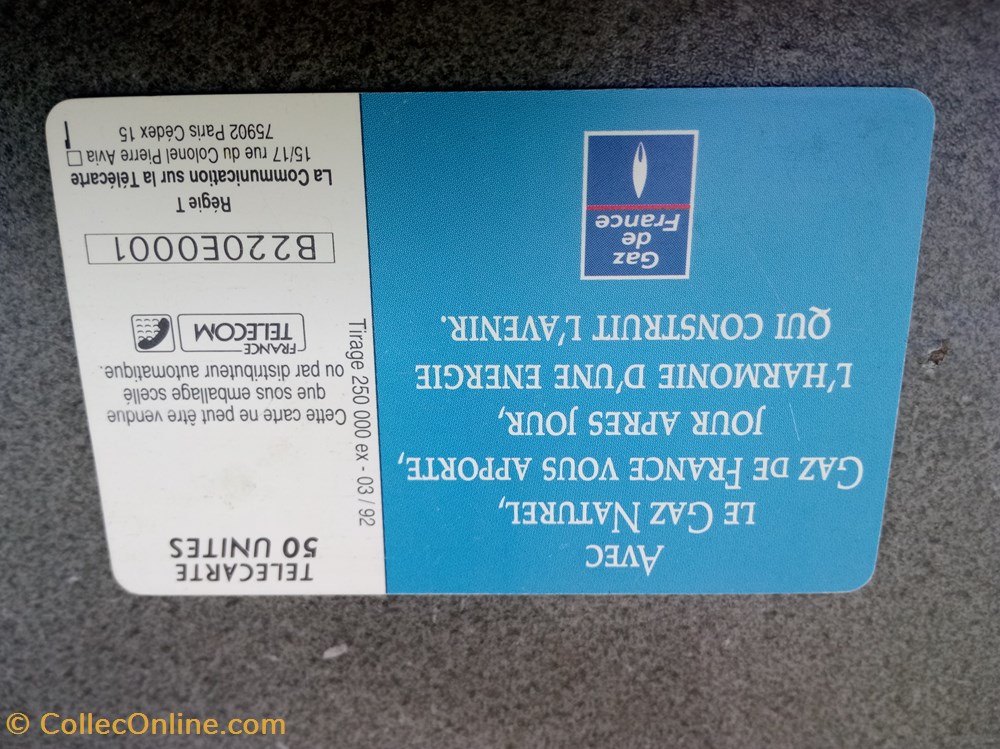 AVEC
LE GAZ NATUREL,
GAZ DE FRANCE VOUS APPORTE,
JOUR APRES JOUR,
L'HARMONIE D'UNE ENERGIE
QUI CONSTRUIT L'AVENIR.
Gaz
de
France
TELECARTE
50 UNITES
Tirage 250 000 ex - 03 / 92
Cette carte ne peut être vendue
que sous emballage scellé
ou par distributeur automatique.
FRANCE
TELECOM
B220E0001
Régie T
La Communication sur la Télécarte
15/17 rue du Colonel Pierre Avia
75902 Paris Cédex 15
© CollecOnline.com